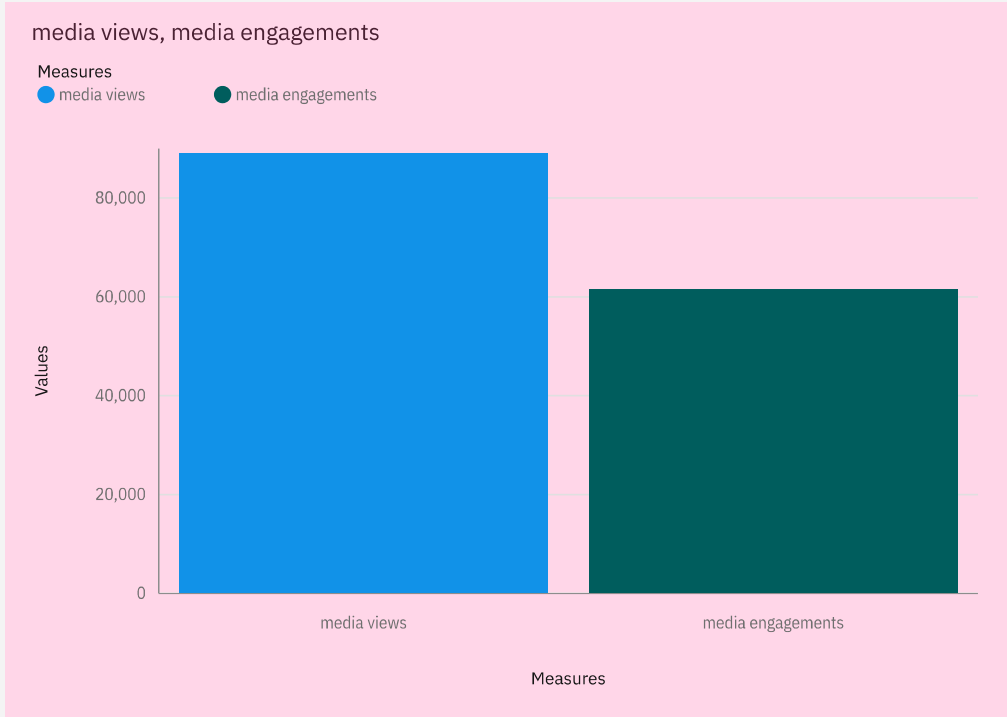 media views, media engagements
Measures
media views media engagements
80,000
60,000
40,000
20,000
0
Values
media views media engagements
Measures